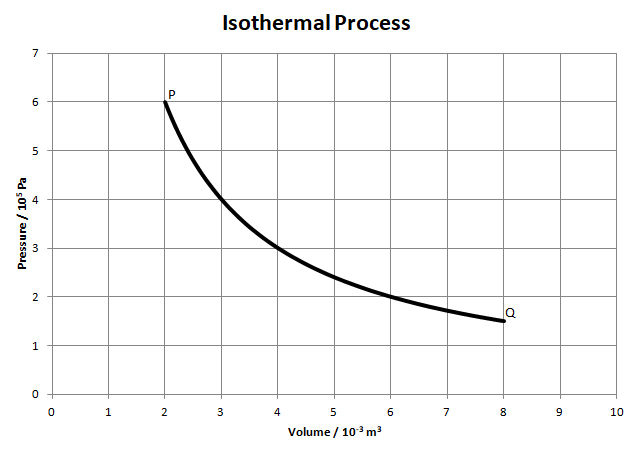 Isothermal Process
7
6
5
4
3
2
1
0
Pressure / 10⁵ Pa
P
Q
0 1 2 3 4 5 6 7 8 9 10
Volume / 10⁻³ m³